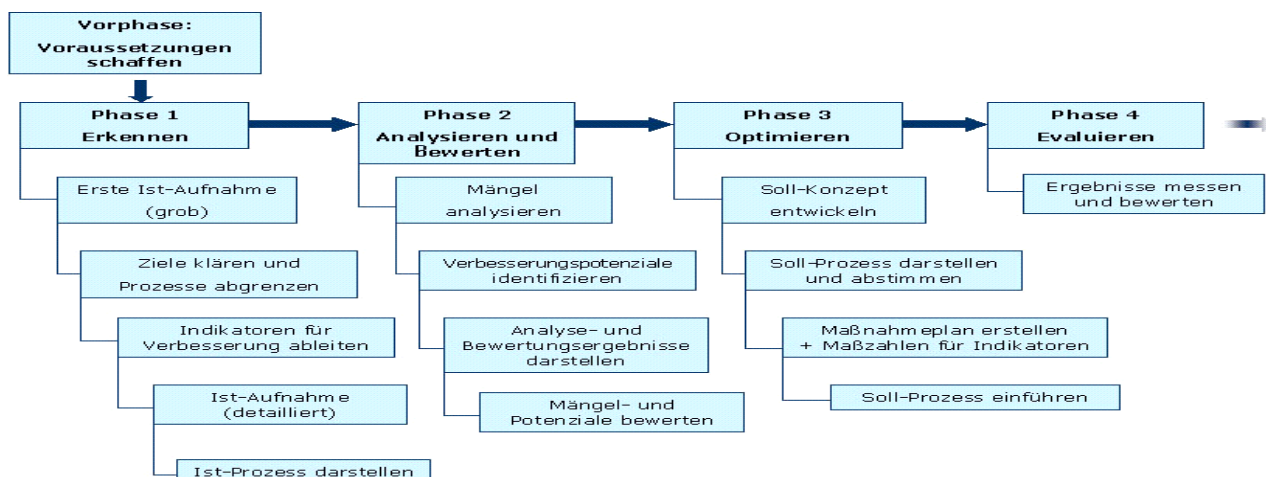 Vorphase:
Voraussetzungen
schaffen
Phase 1
Erkennen
Erste Ist-Aufnahme
(grob)
Ziele klären und
Prozesse abgrenzen
Indikatoren für
Verbesserung ableiten
Ist-Aufnahme
(detailliert)
Ist-Prozess darstellen
Phase 2
Analysieren und
Bewerten
Mängel
analysieren
Verbesserungspotenziale
identifizieren
Analyse- und
Bewertungsergebnisse
darstellen
Mängel- und
Potenziale bewerten
Phase 3
Optimieren
Soll-Konzept
entwickeln
Soll-Prozess darstellen
und abstimmen
Maßnahmeplan erstellen
+ Maßzahlen für Indikatoren
Soll-Prozess einführen
Phase 4
Evaluieren
Ergebnisse messen
und bewerten